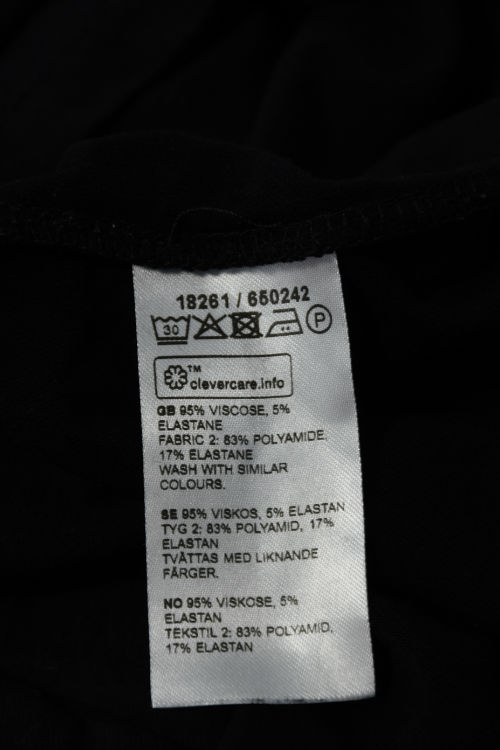 18261 / 650242
30 P
TM
clevercare.info
GB 95% VISCOSE, 5%
ELASTANE
FABRIC 2: 83% POLYAMIDE,
17% ELASTANE
WASH WITH SIMILAR
COLOURS.
SE 95% VISKOS, 5% ELASTAN
TYG 2: 83% POLYAMID, 17%
ELASTAN
TVÄTTAS MED LIKNANDE
FÄRGER.
NO 95% VISKOSE, 5%
ELASTAN
TEKSTIL 2: 83% POLYAMID,
17% ELASTAN